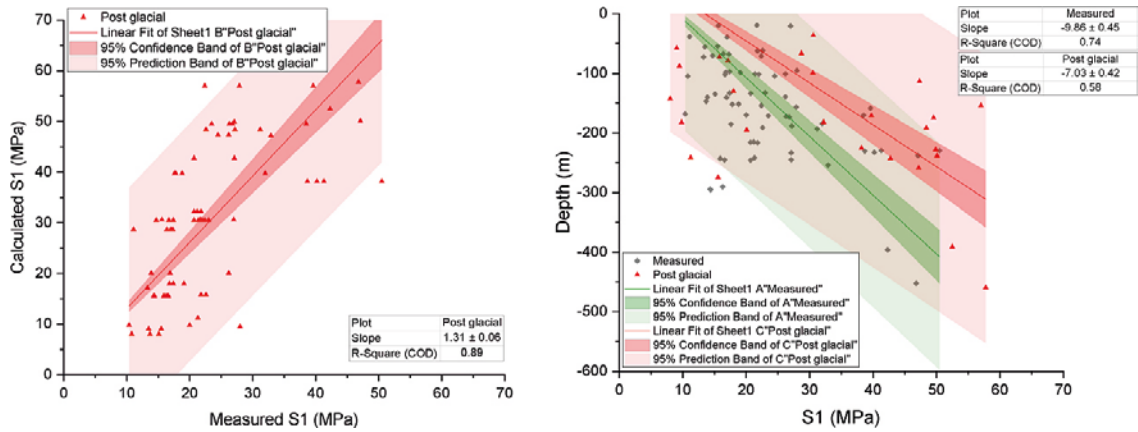 Post glacial
Linear Fit of Sheet1 B"Post glacial"
95% Confidence Band of B"Post glacial"
95% Prediction Band of B"Post glacial"
Calculated S1 (MPa)
70
60
50
40
30
20
10
0
Plot Post glacial
Slope 1.31 ± 0.06
R-Square (COD) 0.89
0 10 20 30 40 50 60 70
Measured S1 (MPa)
Plot Measured
Slope -9.86 ± 0.45
R-Square (COD) 0.74
Plot Post glacial
Slope -7.03 ± 0.42
R-Square (COD) 0.58
Depth (m)
0
-100
-200
-300
-400
-500
-600
Measured
Post glacial
Linear Fit of Sheet1 A"Measured"
95% Confidence Band of A"Measured"
95% Prediction Band of A"Measured"
Linear Fit of Sheet1 C"Post glacial"
95% Confidence Band of C"Post glacial"
95% Prediction Band of C"Post glacial"
0 10 20 30 40 50 60 70
S1 (MPa)